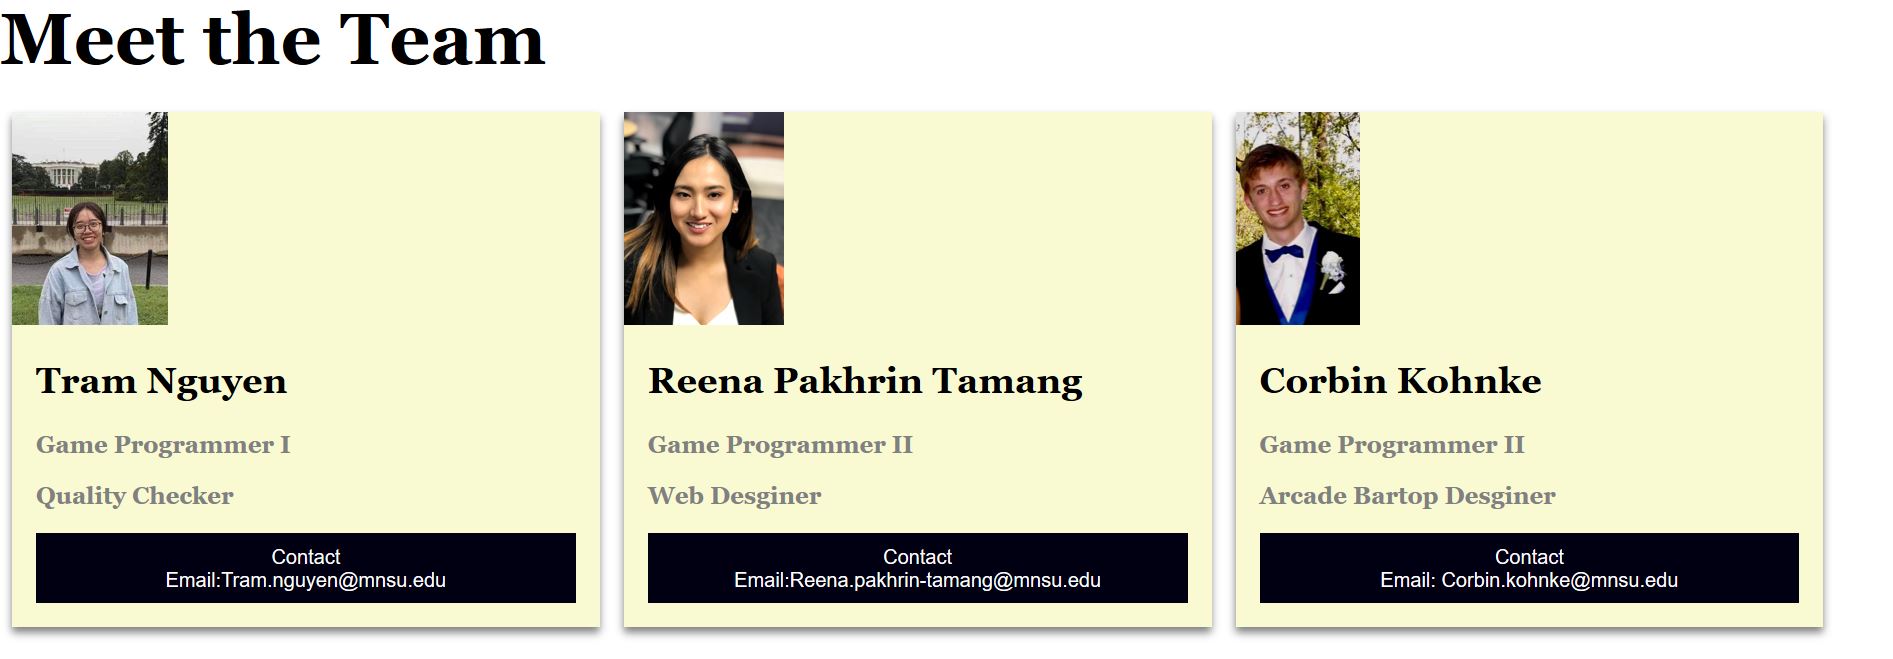 Meet the Team
Tram Nguyen
Game Programmer I
Quality Checker
Contact
Email:Tram.nguyen@mnsu.edu
Reena Pakhrin Tamang
Game Programmer II
Web Desginer
Contact
Email:Reena.pakhrin-tamang@mnsu.edu
Corbin Kohnke
Game Programmer II
Arcade Bartop Desginer
Contact
Email: Corbin.kohnke@mnsu.edu